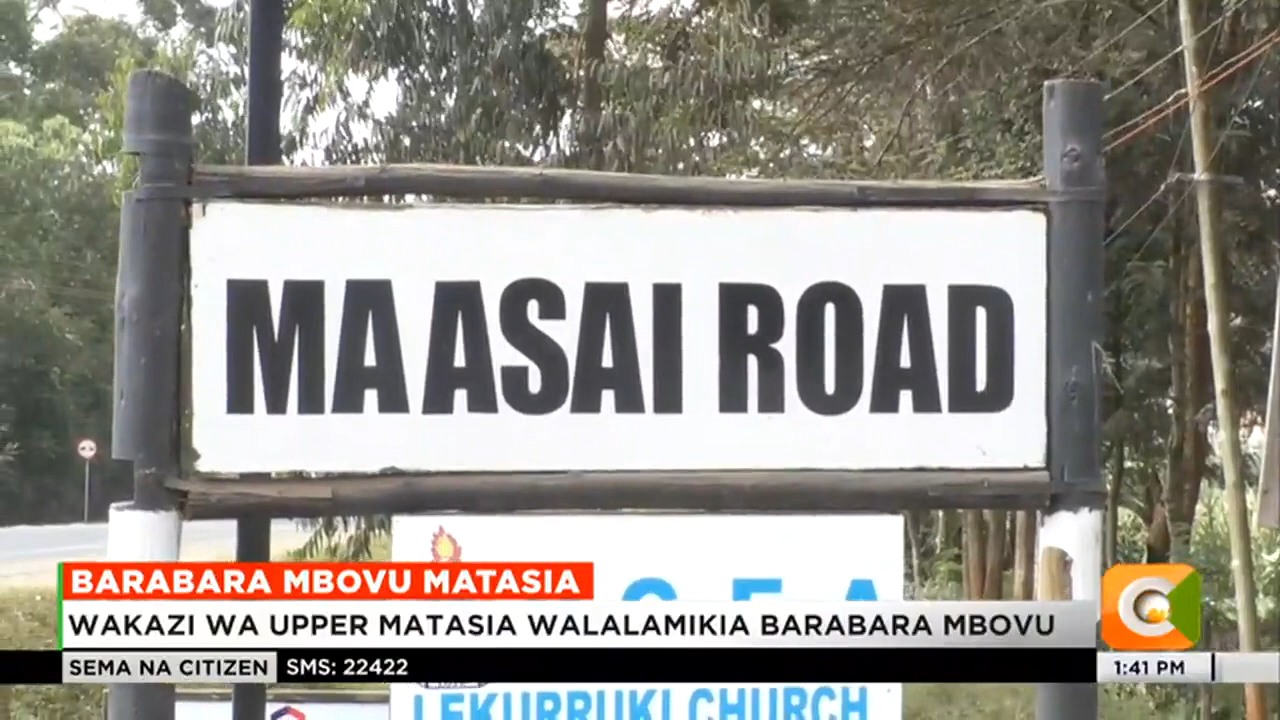 MAASAI ROAD
BARABARA MBOVU MATASIA
WAKAZI WA UPPER MATASIA WALALAMIKIA BARABARA MBOVU
SEMA NA CITIZEN SMS: 22422
1:41 PM
LEKURRUKI CHURCH